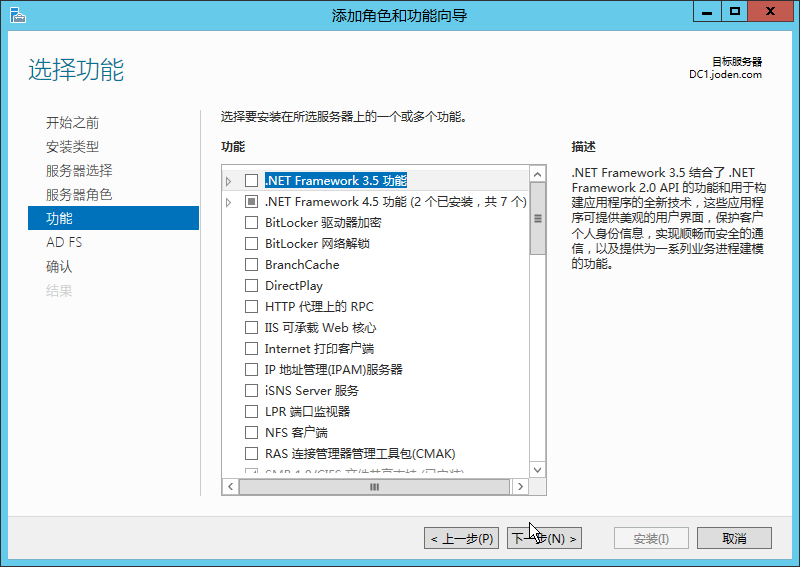 添加角色和功能向导
选择功能
目标服务器
DC1.joden.com
开始之前
安装类型
服务器选择
服务器角色
功能
AD FS
确认
结果
选择要安装在所选服务器上的一个或多个功能。
功能
.NET Framework 3.5 功能
.NET Framework 4.5 功能 (2 个已安装，共 7 个)
BitLocker 驱动器加密
BitLocker 网络解锁
BranchCache
DirectPlay
HTTP 代理上的 RPC
IIS 可承载 Web 核心
Internet 打印客户端
IP 地址管理(IPAM)服务器
iSNS Server 服务
LPR 端口监视器
NFS 客户端
RAS 连接管理器管理工具包(CMAK)
SMB 1.0/CIFS 文件共享支持 (已安装)
描述
.NET Framework 3.5 结合了 .NET
Framework 2.0 API 的功能和用于构
建应用程序的全新技术，这些应用程
序可提供美观的用户界面，保护客户
个人身份信息，实现顺畅而安全的通
信，以及提供为一系列业务进程建模
的功能。
< 上一步(P)
下一步(N) >
安装(I)
取消